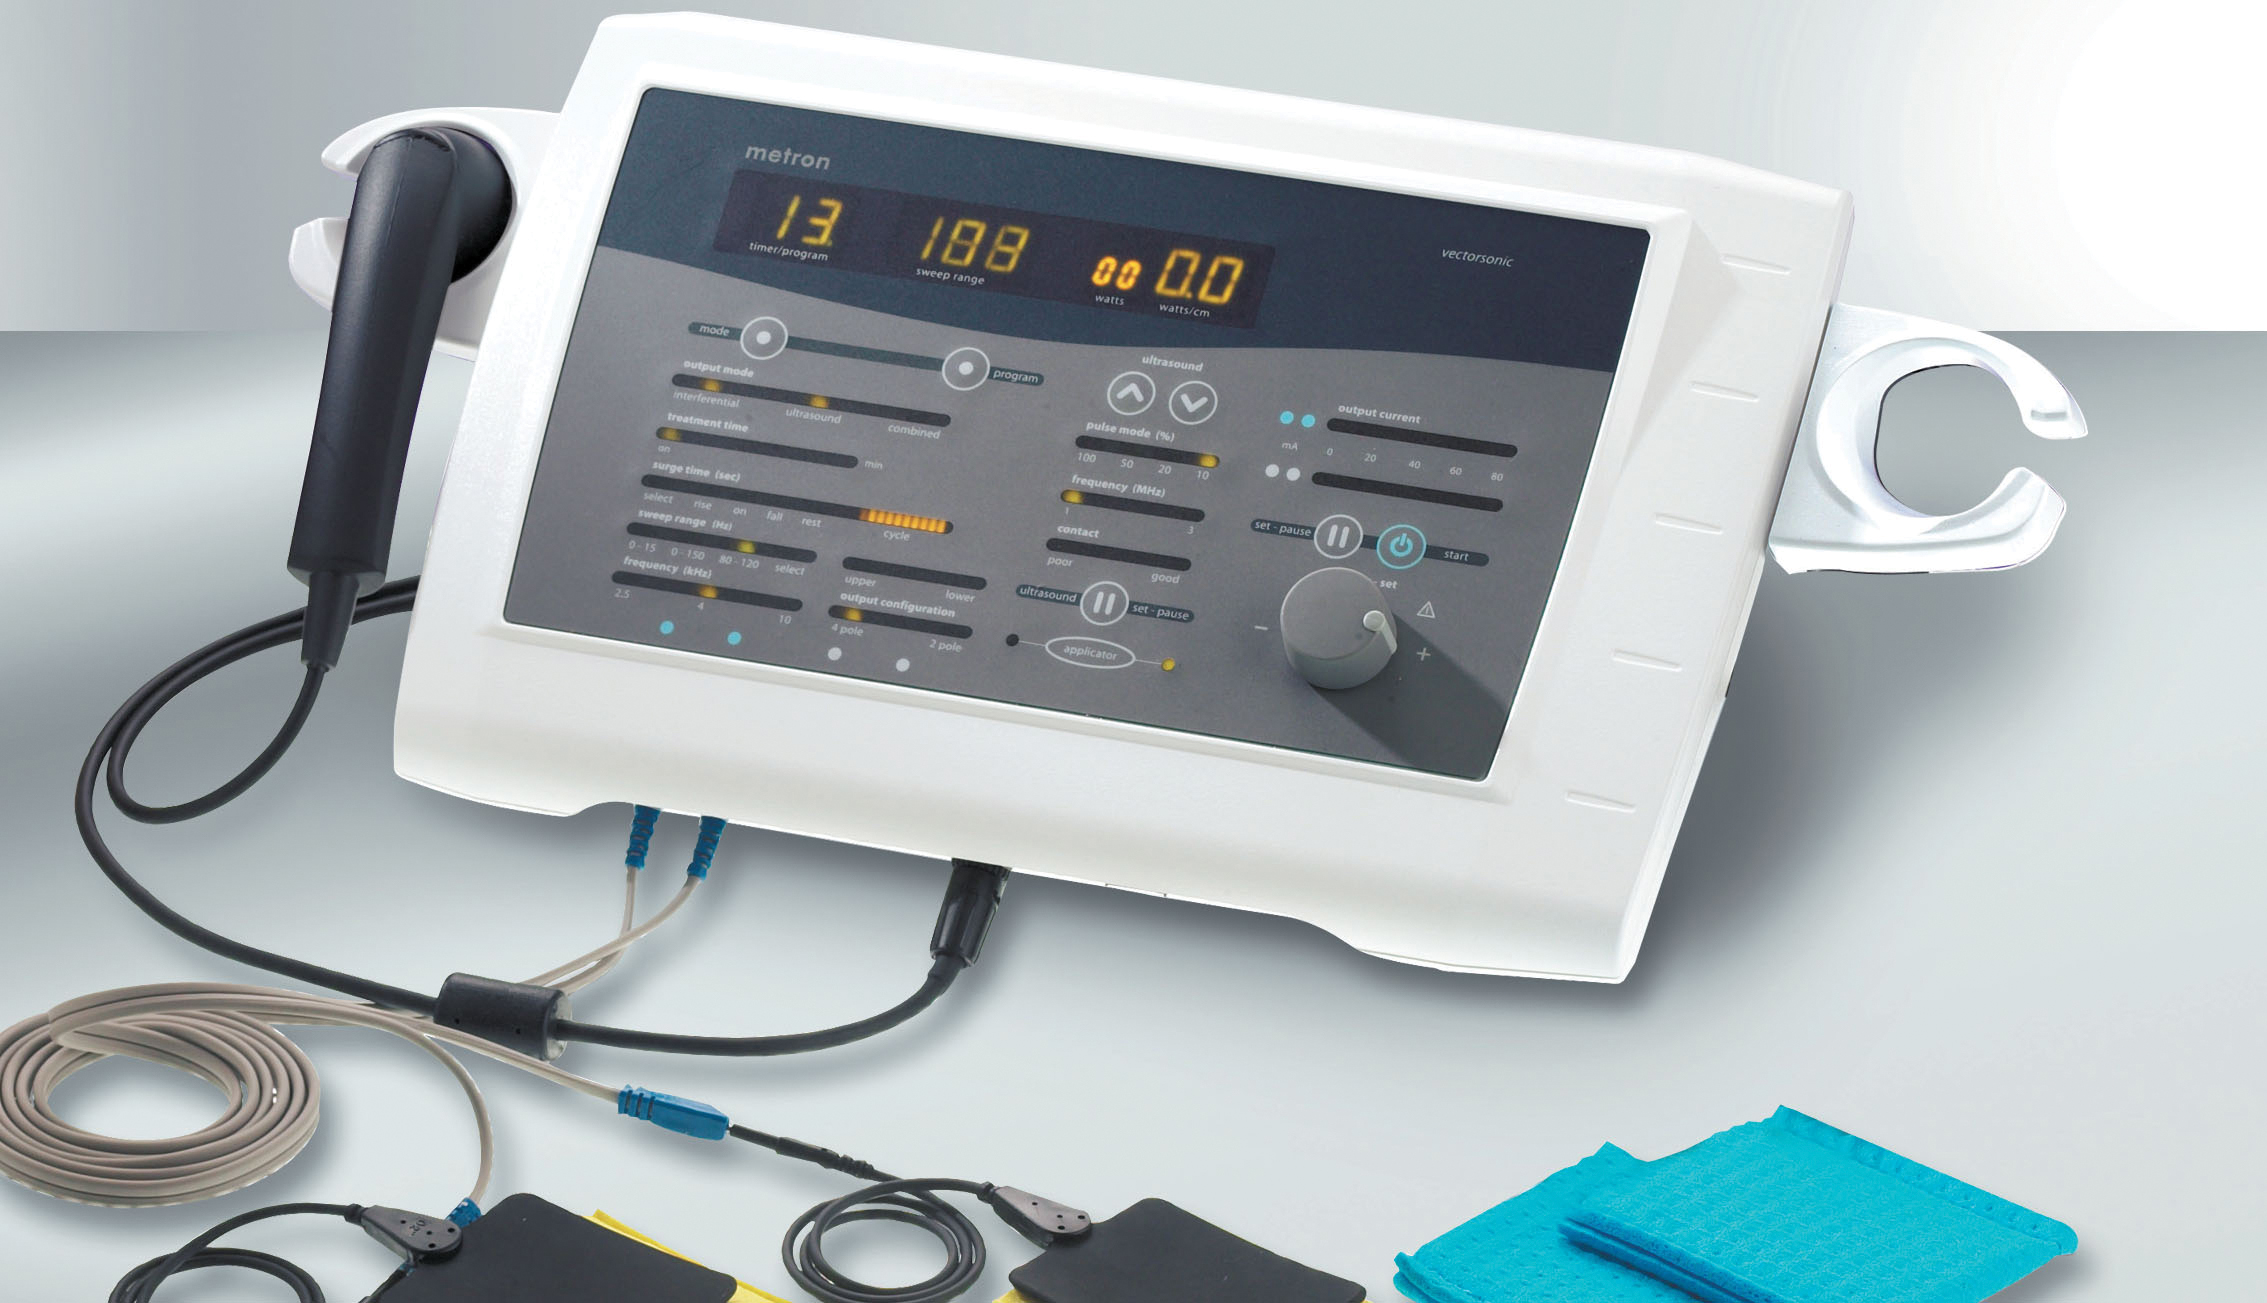 metron
13.
188
00
0.0
timer/program
sweep range
watts
watts/cm
vectorsonic
mode
program
output mode
interferential
ultrasound
combined
treatment time
on
min
surge time (sec)
select
rise
on
fall
rest
cycle
sweep range (Hz)
0 - 15
0 - 150
80 - 120
select
upper
lower
frequency (kHz)
2.5
4
10
output configuration
4 pole
2 pole
ultrasound
pulse mode (%)
100
50
20
10
frequency (MHz)
1
3
contact
poor
good
ultrasound
set - pause
applicator
output current
mA
0
20
40
60
80
set - pause
start
set
−
+